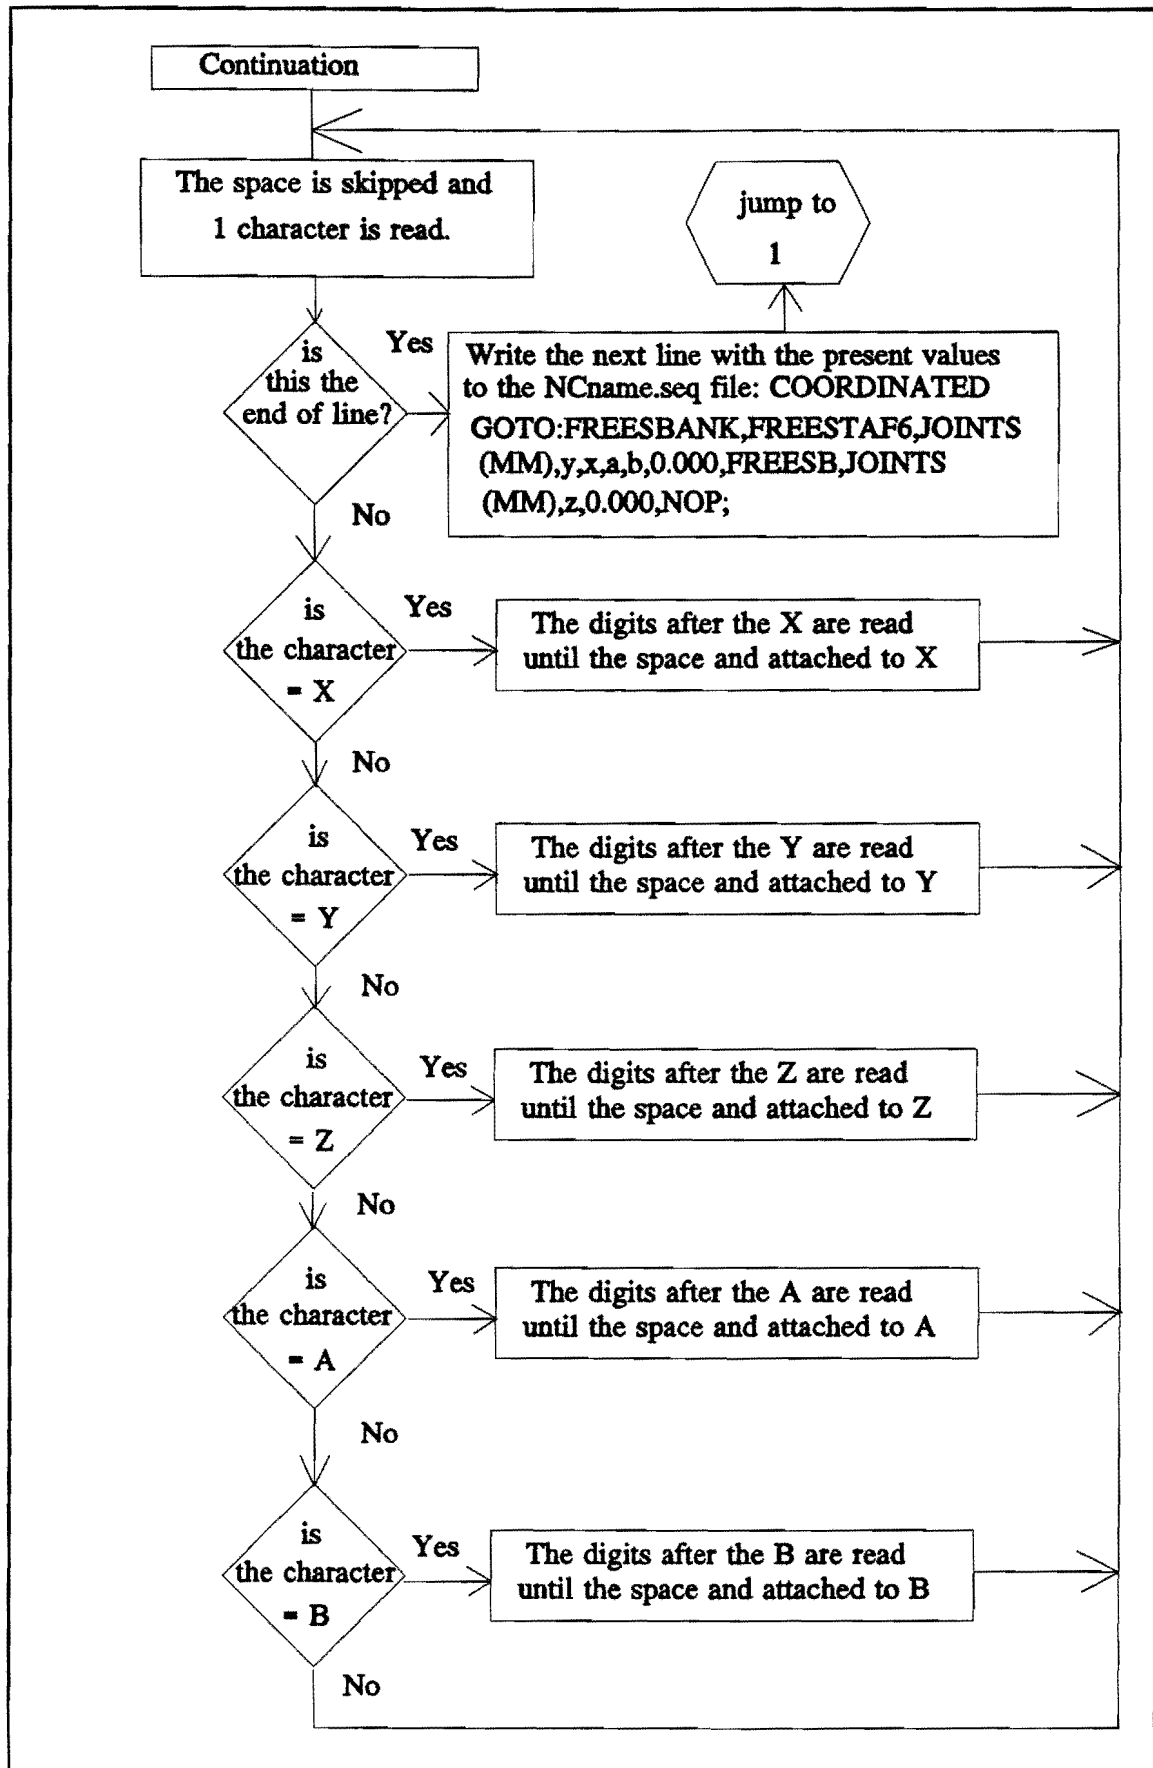 Continuation
The space is skipped and
1 character is read.
jump to
1
is
this the
end of line?
Yes
Write the next line with the present values
to the NCname.seq file: COORDINATED
GOTO:FREESBANK,FREESTAF6,JOINTS
(MM),y,x,a,b,0.000,FREESB,JOINTS
(MM),z,0.000,NOP;
No
is
the character
= X
Yes
The digits after the X are read
until the space and attached to X
No
is
the character
= Y
Yes
The digits after the Y are read
until the space and attached to Y
No
is
the character
= Z
Yes
The digits after the Z are read
until the space and attached to Z
No
is
the character
= A
Yes
The digits after the A are read
until the space and attached to A
No
is
the character
= B
Yes
The digits after the B are read
until the space and attached to B
No